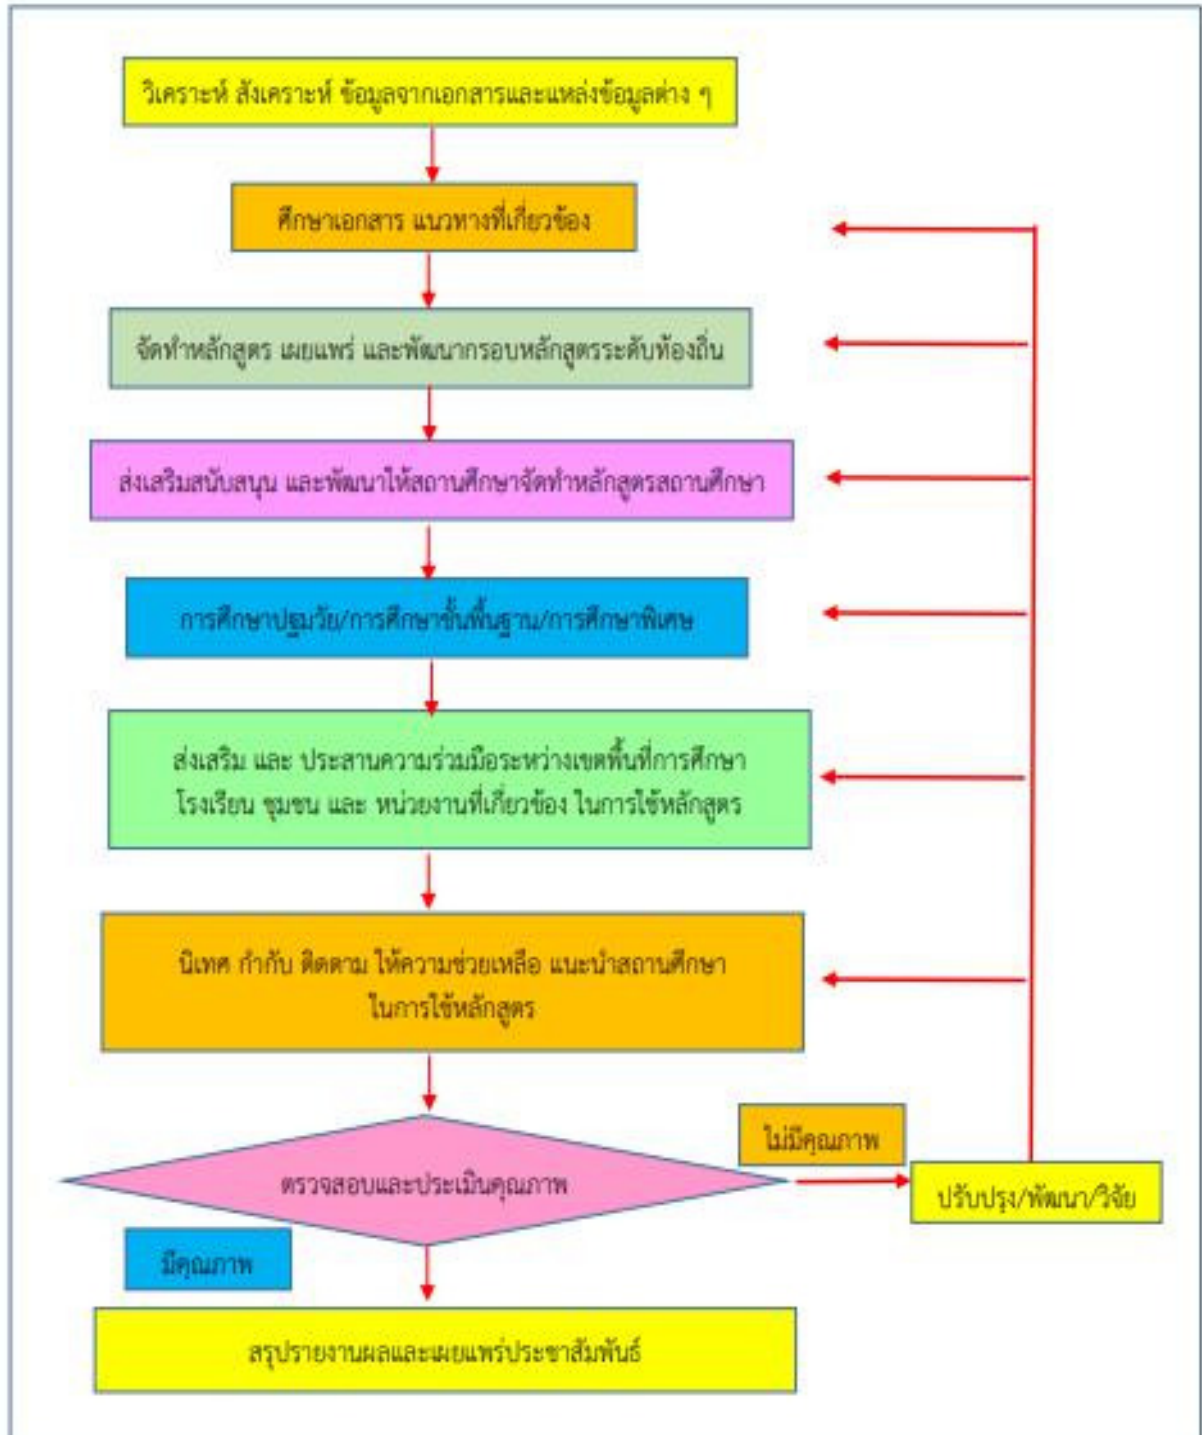 วิเคราะห์ สังเคราะห์ ข้อมูลจากเอกสารและแหล่งข้อมูลต่าง ๆ
ศึกษาเอกสาร แนวทางที่เกี่ยวข้อง
จัดทำหลักสูตร เผยแพร่ และพัฒนากรอบหลักสูตรระดับท้องถิ่น
ส่งเสริมสนับสนุน และพัฒนาให้สถานศึกษาจัดทำหลักสูตรสถานศึกษา
การศึกษาปฐมวัย/การศึกษาขั้นพื้นฐาน/การศึกษาพิเศษ
ส่งเสริม และ ประสานความร่วมมือระหว่างเขตพื้นที่การศึกษา
โรงเรียน ชุมชน และ หน่วยงานที่เกี่ยวข้อง ในการใช้หลักสูตร
นิเทศ กำกับ ติดตาม ให้ความช่วยเหลือ แนะนำสถานศึกษา
ในการใช้หลักสูตร
ไม่มีคุณภาพ
ตรวจสอบและประเมินคุณภาพ
ปรับปรุง/พัฒนา/วิจัย
มีคุณภาพ
สรุปรายงานผลและเผยแพร่ประชาสัมพันธ์